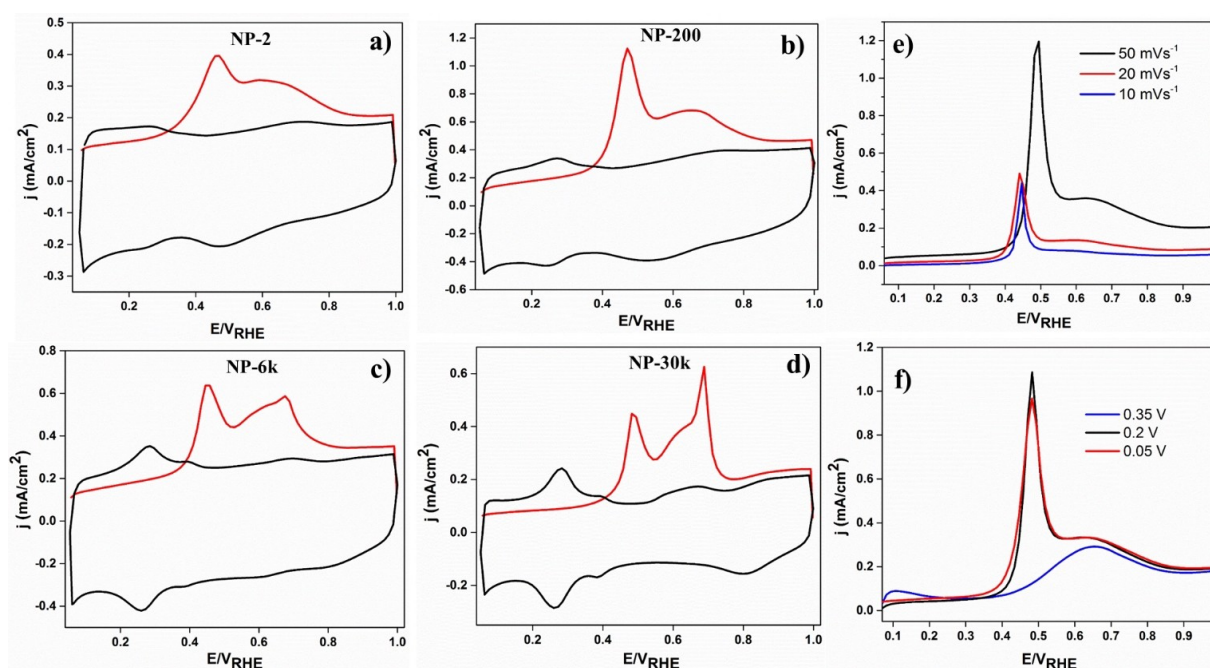 NP-2
a)
j (mA/cm²)
0.5
0.4
0.3
0.2
0.1
0.0
-0.1
-0.2
-0.3
0.2 0.4 0.6 0.8 1.0
E/V_RHE
NP-200
b)
j (mA/cm²)
1.4
1.2
1.0
0.8
0.6
0.4
0.2
0.0
-0.2
-0.4
-0.6
0.2 0.4 0.6 0.8 1.0
E/V_RHE
e)
50 mVs⁻¹
20 mVs⁻¹
10 mVs⁻¹
j (mA/cm²)
1.2
1.0
0.8
0.6
0.4
0.2
0.0
0.1 0.2 0.3 0.4 0.5 0.6 0.7 0.8 0.9
E/V_RHE
NP-6k
c)
j (mA/cm²)
0.8
0.6
0.4
0.2
0.0
-0.2
-0.4
0.2 0.4 0.6 0.8 1.0
E/V_RHE
NP-30k
d)
j (mA/cm²)
0.6
0.4
0.2
0.0
-0.2
0.2 0.4 0.6 0.8 1.0
E/V_RHE
f)
0.35 V
0.2 V
0.05 V
j (mA/cm²)
1.2
1.0
0.8
0.6
0.4
0.2
0.0
0.1 0.2 0.3 0.4 0.5 0.6 0.7 0.8 0.9
E/V_RHE